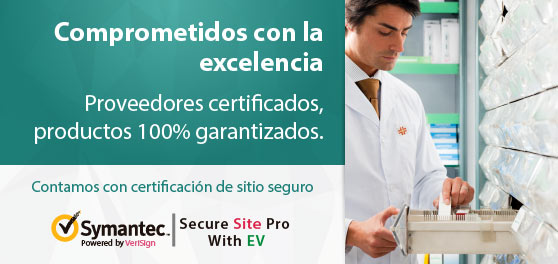 Comprometidos con la
excelencia
Proveedores certificados,
productos 100% garantizados.
Contamos con certificación de sitio seguro
Symantec.
Powered by VeriSign
Secure Site Pro
With EV